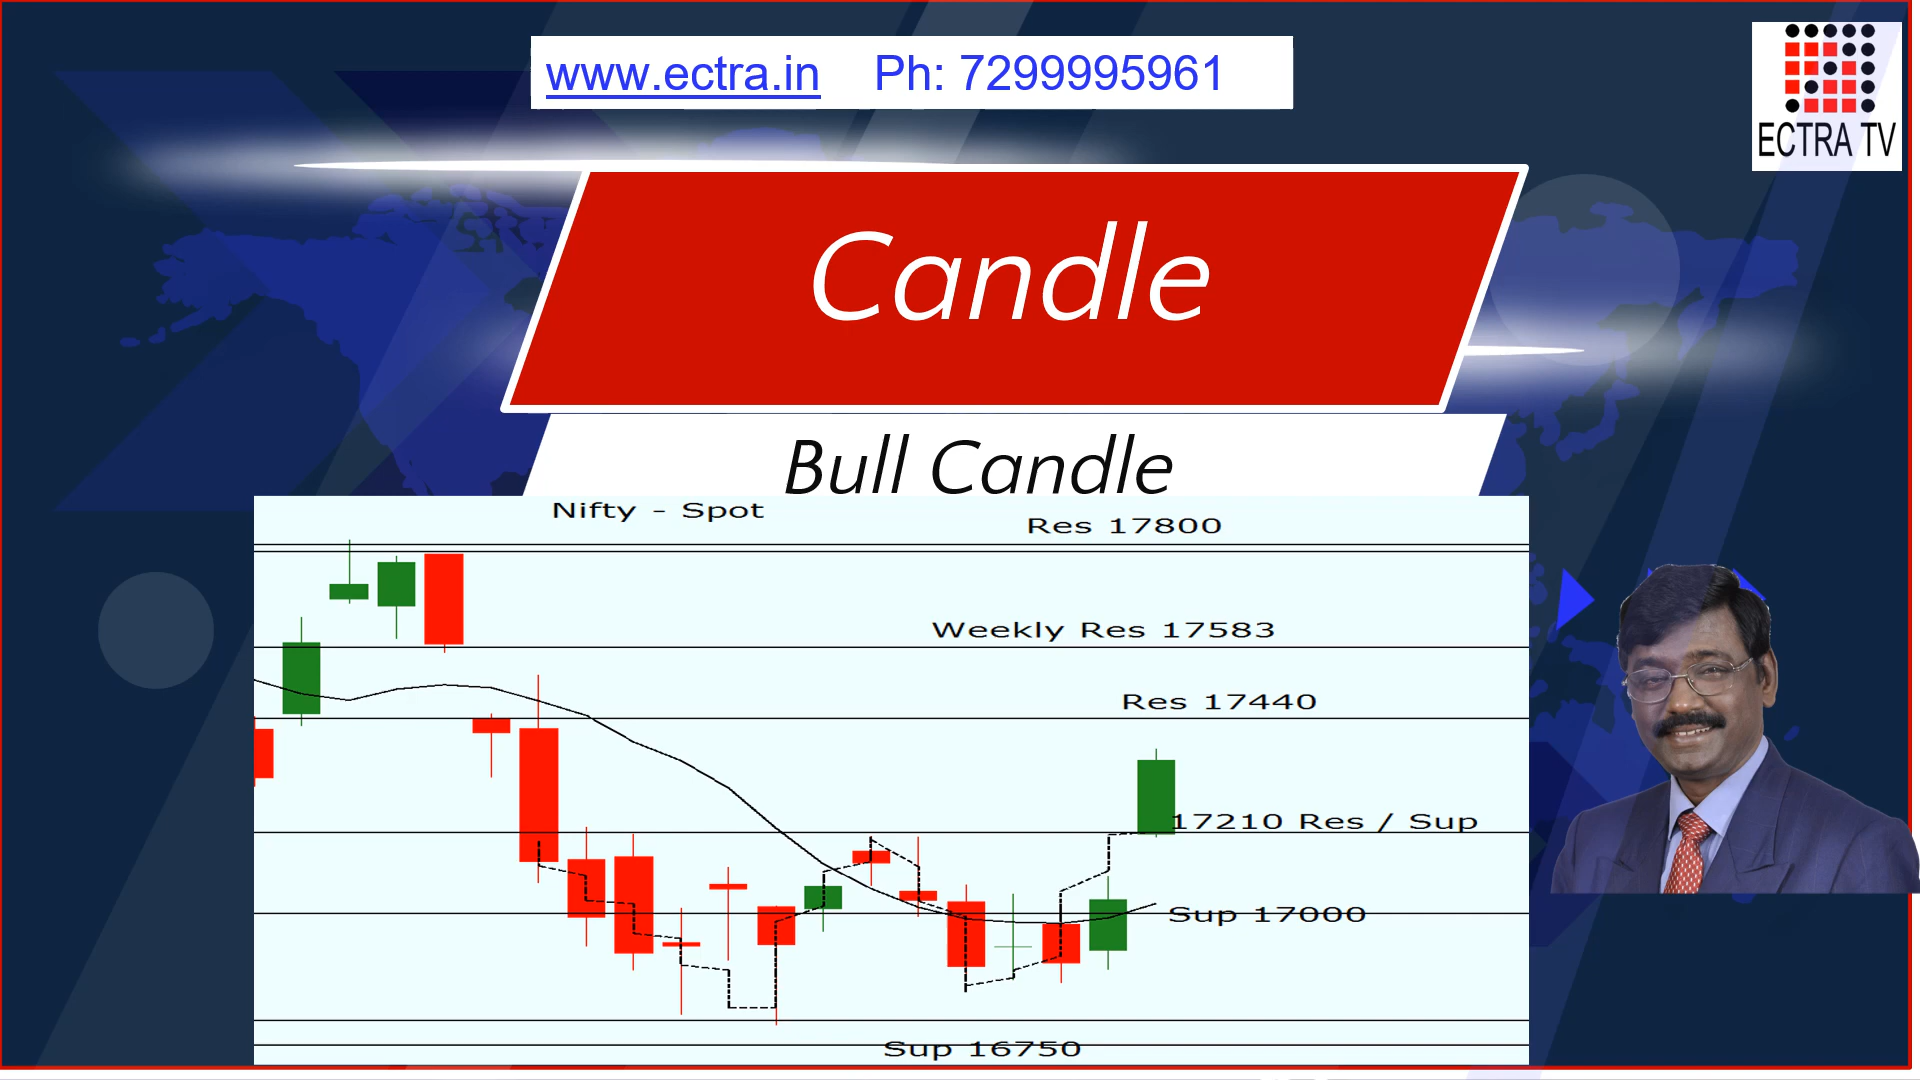 www.ectra.in Ph: 7299995961
ECTRA TV
Candle
Bull Candle
Nifty - Spot
Res 17800
Weekly Res 17583
Res 17440
17210 Res / Sup
Sup 17000
Sup 16750